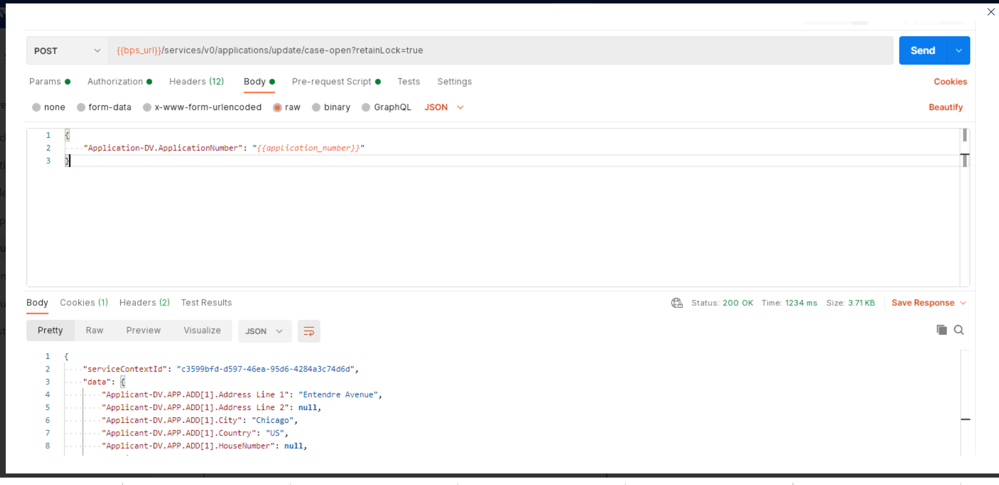 POST {{bps_url}}/services/v0/applications/update/case-open?retainLock=true Send
Params Authorization Headers (12) Body Pre-request Script Tests Settings Cookies
none form-data x-www-form-urlencoded raw binary GraphQL JSON Beautify
1 {
2 "Application-DV.ApplicationNumber": "{{application_number}}"
3 }
Body Cookies (1) Headers (2) Test Results Status: 200 OK Time: 1234 ms Size: 3.71 KB Save Response
Pretty Raw Preview Visualize JSON
1 {
2 "serviceContextId": "c3599bfd-d597-46ea-95d6-4284a3c74d6d",
3 "data": {
4 "Applicant-DV.APP.ADD[1].Address Line 1": "Entendre Avenue",
5 "Applicant-DV.APP.ADD[1].Address Line 2": null,
6 "Applicant-DV.APP.ADD[1].City": "Chicago",
7 "Applicant-DV.APP.ADD[1].Country": "US",
8 "Applicant-DV.APP.ADD[1].HouseNumber": null,